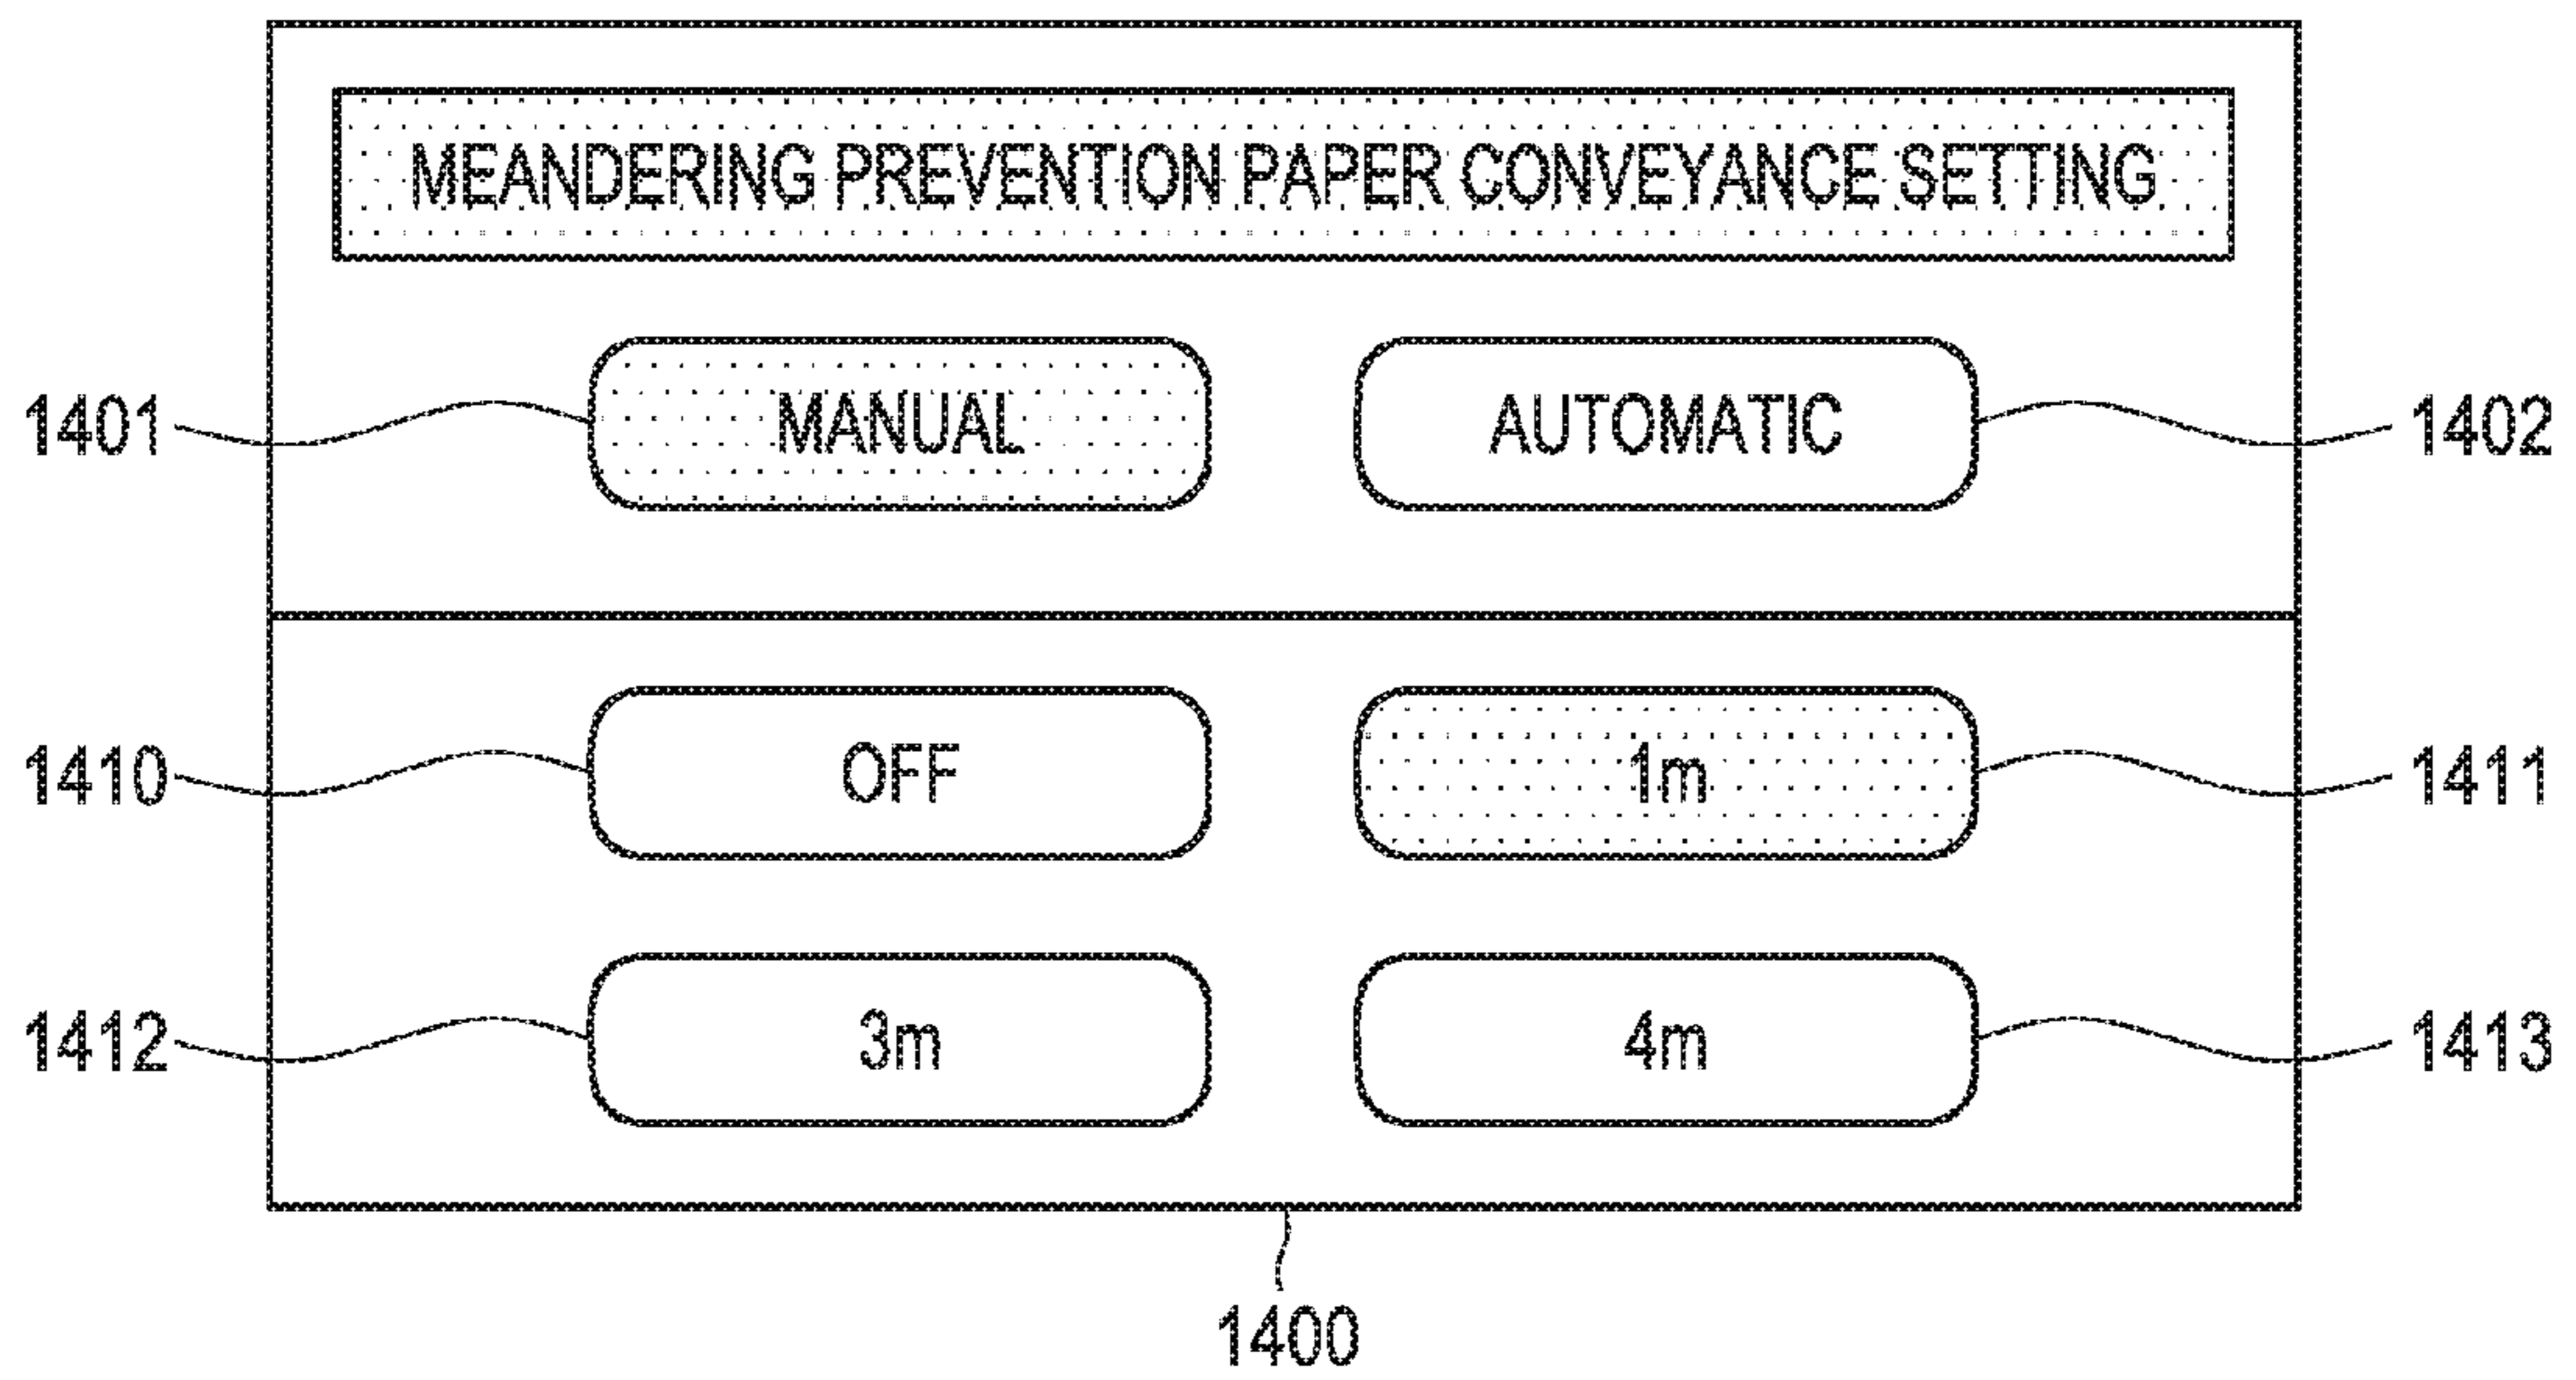 MEANDERING PREVENTION PAPER CONVEYANCE SETTING
1401 MANUAL AUTOMATIC 1402
1410 OFF 1m 1411
1412 3m 4m 1413
1400